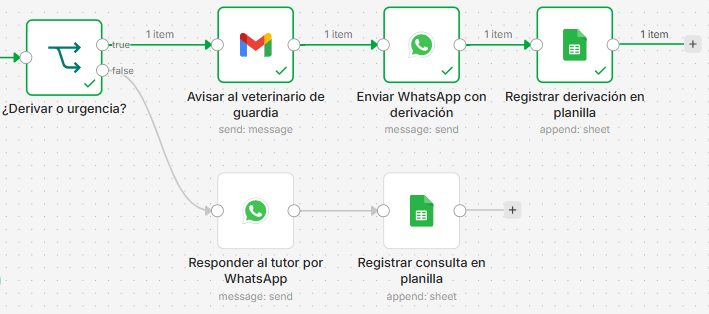 true
1 item
1 item
1 item
1 item
+
false
¿Derivar o urgencia?
Avisar al veterinario de
guardia
send: message
Enviar WhatsApp con
derivación
message: send
Registrar derivación en
planilla
append: sheet
+
Responder al tutor por
WhatsApp
message: send
Registrar consulta en
planilla
append: sheet